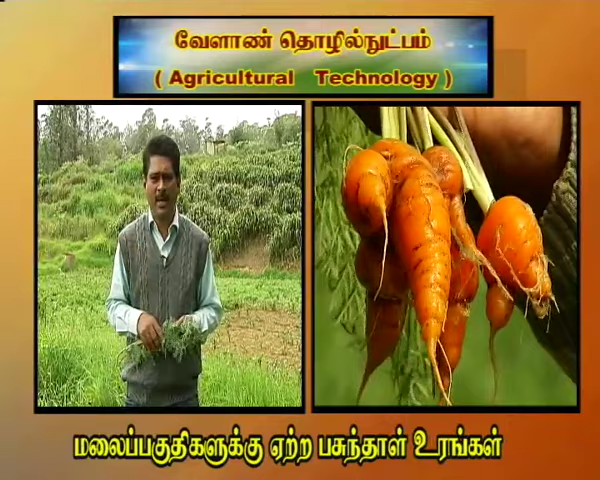 வேளாண் தொழில்நுட்பம்
( Agricultural Technology )
மலைப்பகுதிகளுக்கு ஏற்ற பசுந்தாள் உரங்கள்